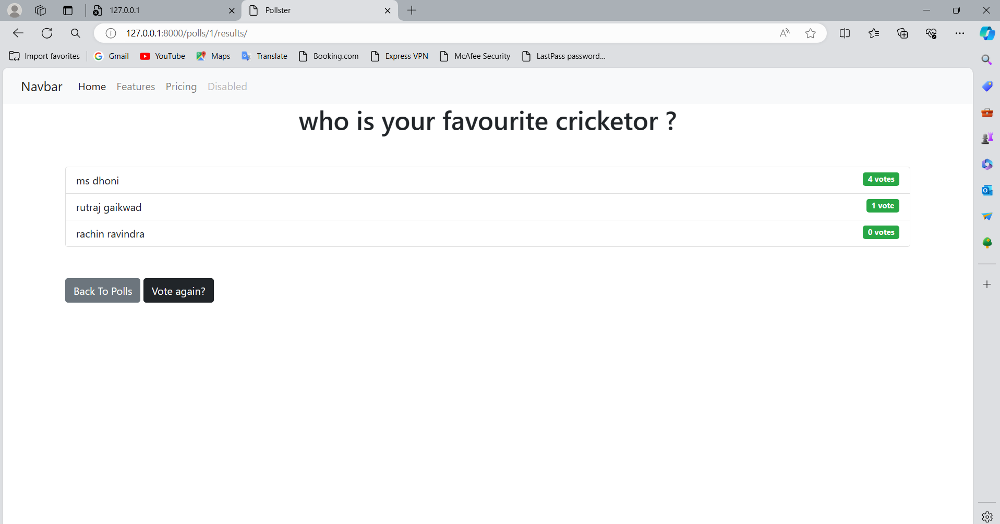 127.0.0.1
Pollster
127.0.0.1:8000/polls/1/results/
Import favorites Gmail YouTube Maps Translate Booking.com Express VPN McAfee Security LastPass password...
Navbar Home Features Pricing Disabled
who is your favourite cricketor ?
ms dhoni 4 votes
rutraj gaikwad 1 vote
rachin ravindra 0 votes
Back To Polls Vote again?